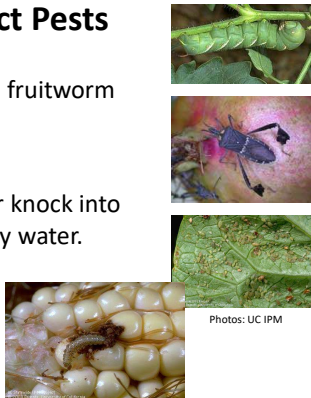 ct Pests
fruitworm
r knock into
y water.
Photos: UC IPM